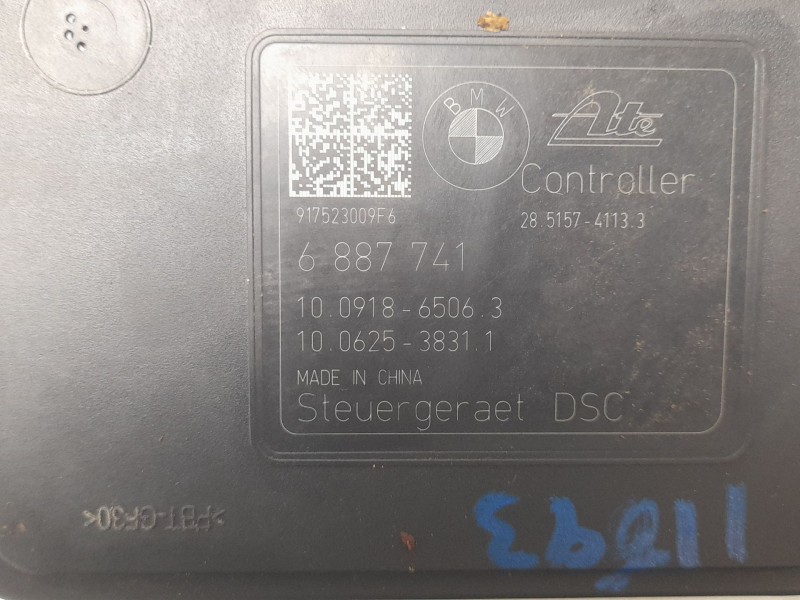 BMW
Ate
Controller
917523009F6
28.5157-4113.3
6 887 741
10.0918-6506.3
10.0625-3831.1
MADE IN CHINA
Steuergeraet DSC
>PBT-GF30<